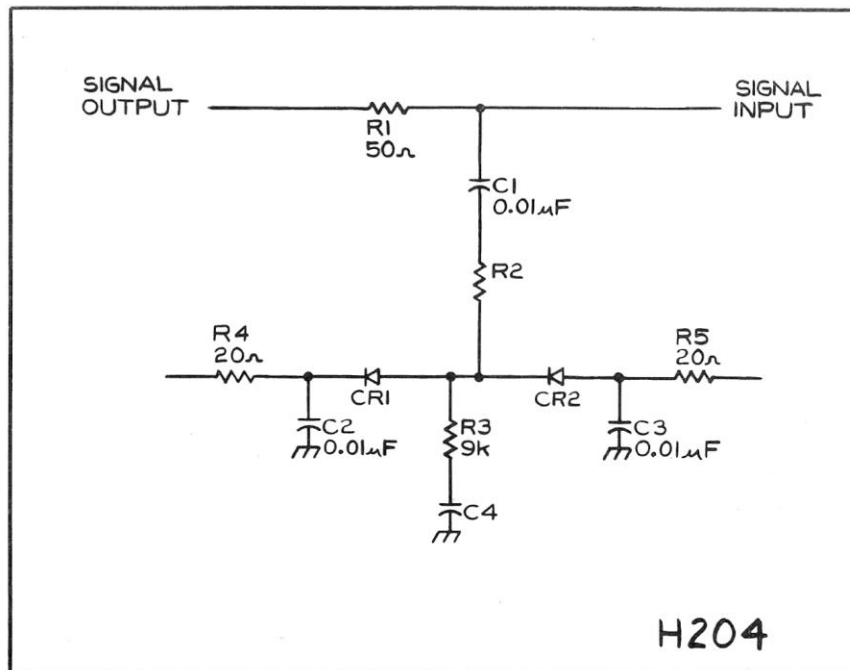 SIGNAL
OUTPUT
SIGNAL
INPUT
R1
50Ω
C1
0.01μF
R2
R4
20Ω
R5
20Ω
CR1
CR2
C2
0.01μF
R3
9k
C3
0.01μF
C4
H204